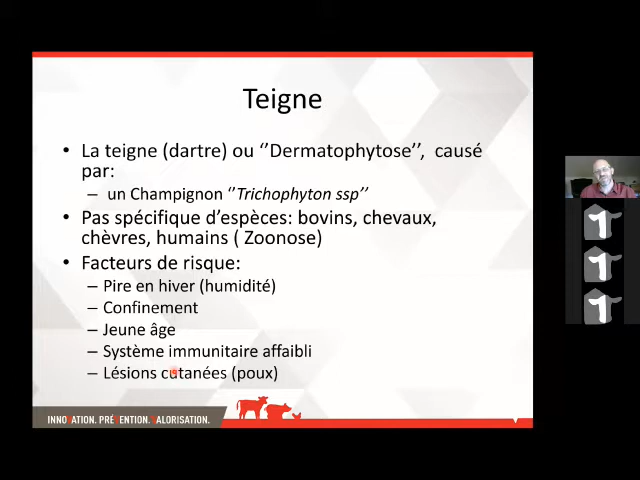 Teigne
• La teigne (dartre) ou ‘’Dermatophytose’’, causé
par:
– un Champignon ‘’Trichophyton ssp’’
• Pas spécifique d’espèces: bovins, chevaux,
chèvres, humains ( Zoonose)
• Facteurs de risque:
– Pire en hiver (humidité)
– Confinement
– Jeune âge
– Système immunitaire affaibli
– Lésions cutanées (poux)
INNOVATION. PRÉVENTION. VALORISATION.